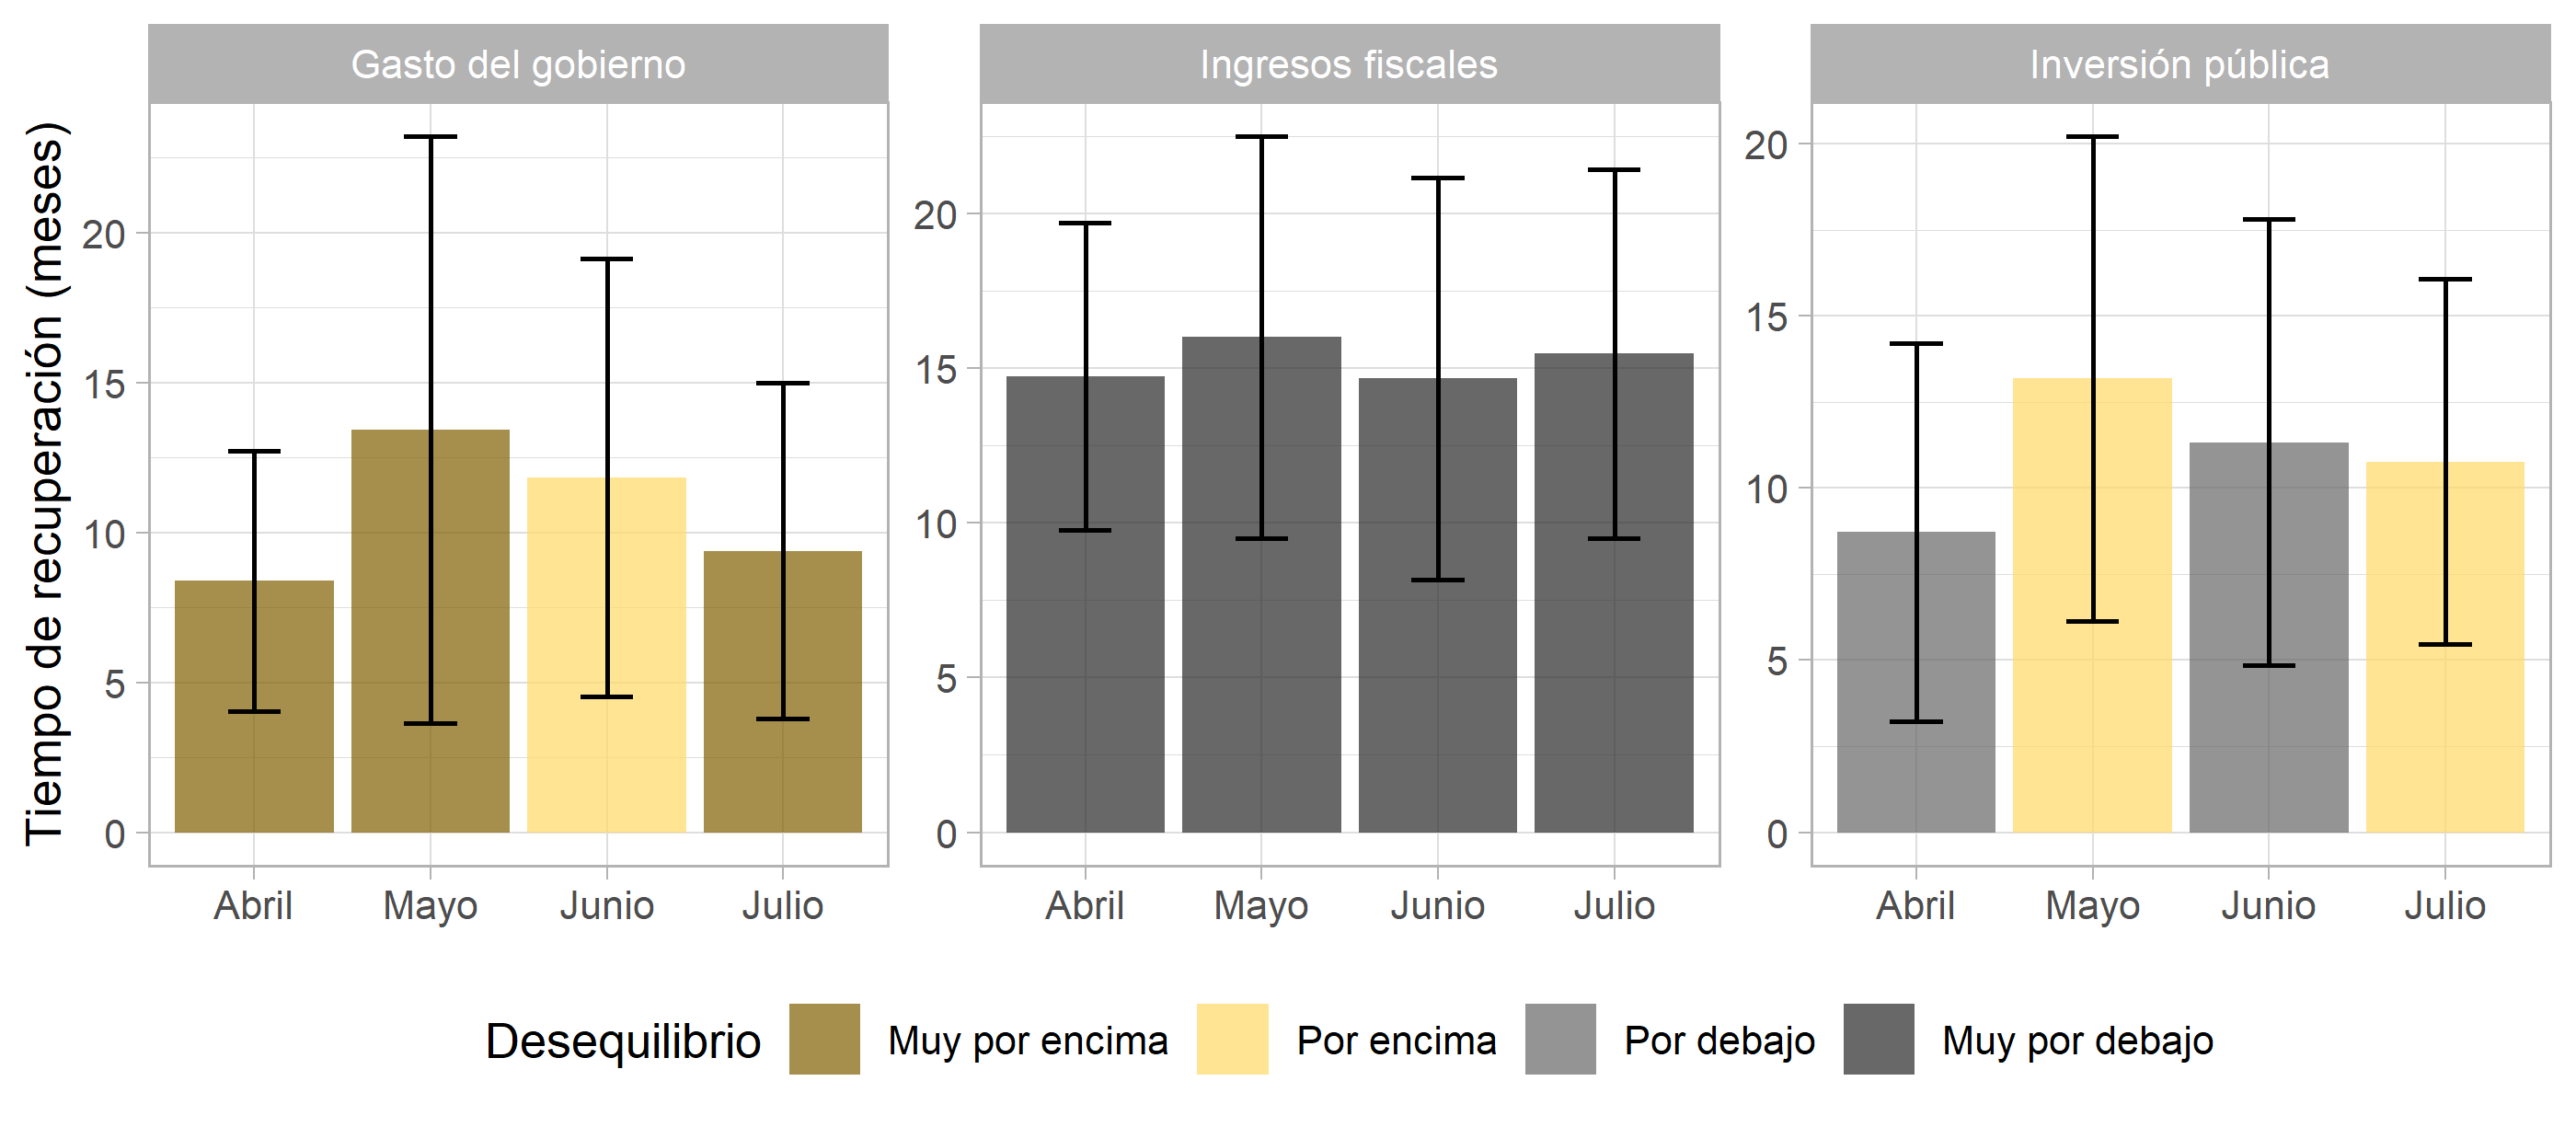 Gasto del gobierno
Ingresos fiscales
Inversión pública
Tiempo de recuperación (meses)
20
15
10
5
0
Abril Mayo Junio Julio
20
15
10
5
0
Abril Mayo Junio Julio
20
15
10
5
0
Abril Mayo Junio Julio
Desequilibrio Muy por encima Por encima Por debajo Muy por debajo